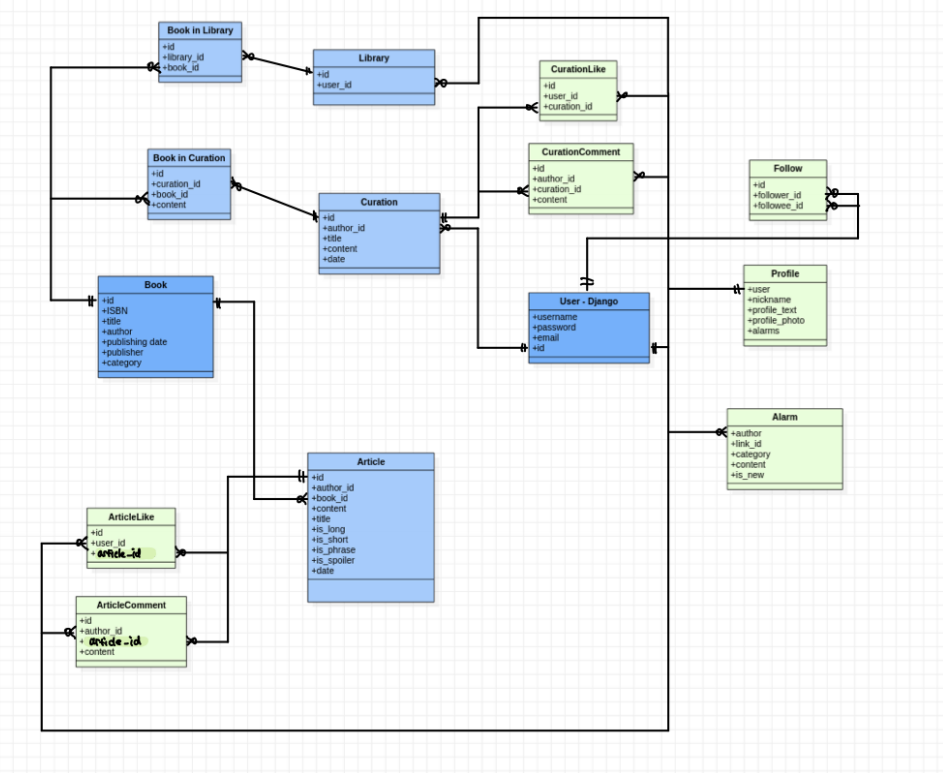 Book in Library
+id
+library_id
+book_id
Library
+id
+user_id
CurationLike
+id
+user_id
+curation_id
Book in Curation
+id
+curation_id
+book_id
+content
CurationComment
+id
+author_id
+curation_id
+content
Curation
+id
+author_id
+title
+content
+date
Follow
+id
+follower_id
+followee_id
Book
+id
+ISBN
+title
+author
+publishing date
+publisher
+category
User - Django
+username
+password
+email
+id
Profile
+user
+nickname
+profile_text
+profile_photo
+alarms
Alarm
+author
+link_id
+category
+content
+is_new
Article
+id
+author_id
+book_id
+content
+title
+is_long
+is_short
+is_phrase
+is_spoiler
+date
ArticleLike
+id
+user_id
+ article_id
ArticleComment
+id
+author_id
+ article_id
+content